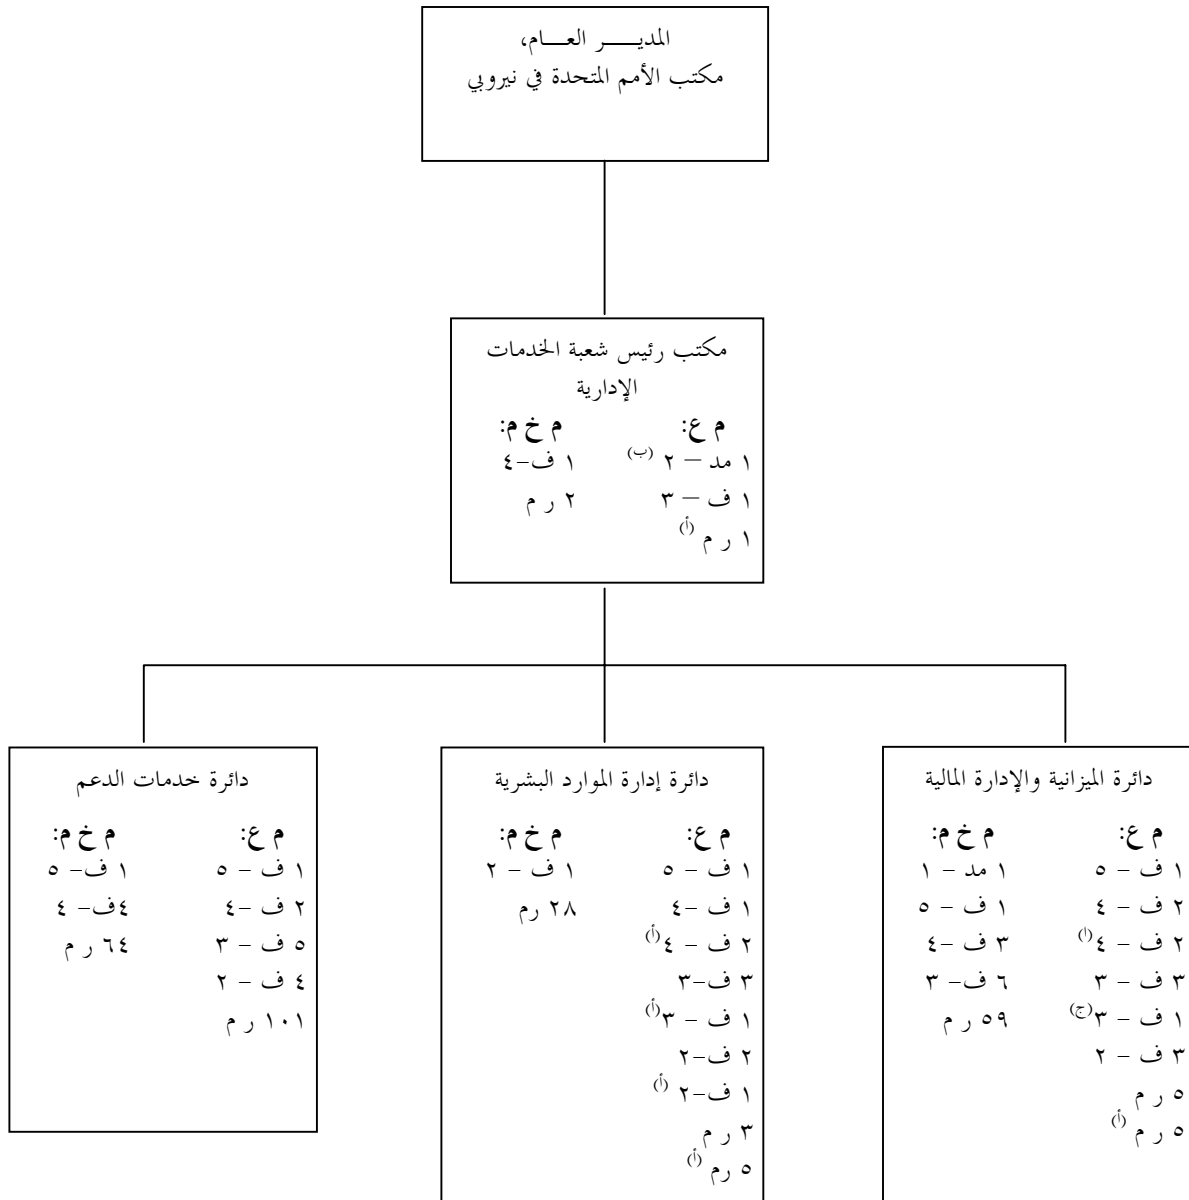 المديـــــر العــــام،
مكتب الأمم المتحدة في نيروبي
مكتب رئيس شعبة الخدمات
الإدارية
م ع: م خ م:
١ مد – ٢ (ب) ١ ف–٤
١ ف – ٣ ٢ ر م
١ ر م (أ)
دائرة الميزانية والإدارة المالية
م ع: م خ م:
١ ف – ٥ ١ مد – ١
٢ ف – ٤ ١ ف – ٥
٢ ف – ٤(أ) ٣ ف –٤
٣ ف – ٣ ٦ ف– ٣
١ ف – ٣(ج) ٥٩ ر م
٣ ف – ٢
٥ ر م
٥ ر م (أ)
دائرة إدارة الموارد البشرية
م ع: م خ م:
١ ف – ٥ ١ ف – ٢
١ ف –٤ ٢٨ رم
٢ ف – ٤(أ)
٣ ف–٣
١ ف – ٣(أ)
٢ ف–٢
١ ف–٢ (أ)
٣ ر م
٥ رم (أ)
دائرة خدمات الدعم
م ع: م خ م:
١ ف – ٥ ١ ف– ٥
٢ ف –٤ ٤ف– ٤
٥ ف – ٣ ٦٤ ر م
٤ ف – ٢
١٠١ ر م